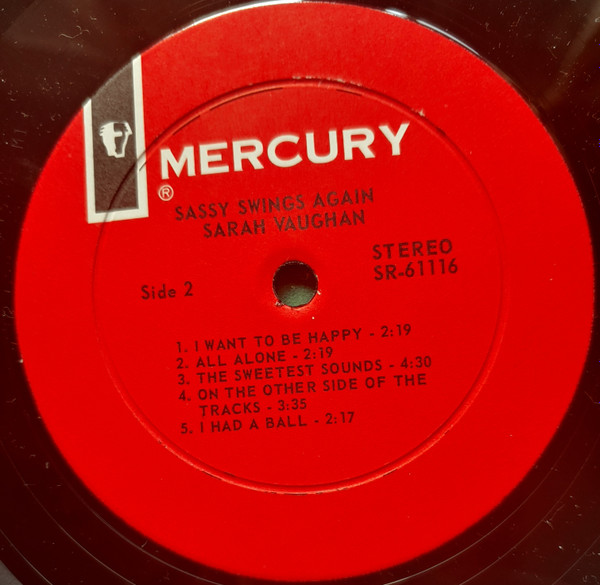 MERCURY
®
SASSY SWINGS AGAIN
SARAH VAUGHAN
STEREO
SR-61116
Side 2
1. I WANT TO BE HAPPY - 2:19
2. ALL ALONE - 2:19
3. THE SWEETEST SOUNDS - 4:30
4. ON THE OTHER SIDE OF THE
TRACKS - 3:35
5. I HAD A BALL - 2:17